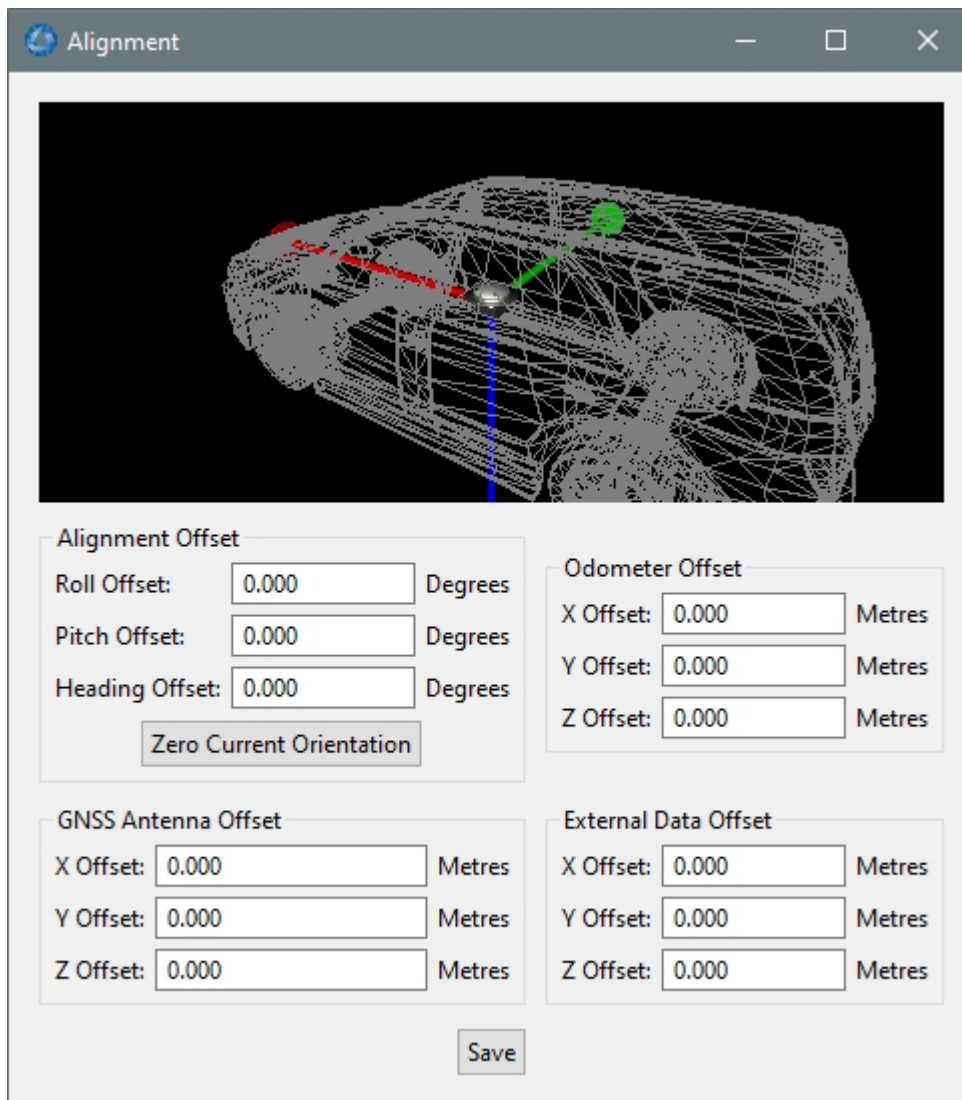 Alignment
Alignment Offset
Roll Offset: 0.000 Degrees
Pitch Offset: 0.000 Degrees
Heading Offset: 0.000 Degrees
Zero Current Orientation
Odometer Offset
X Offset: 0.000 Metres
Y Offset: 0.000 Metres
Z Offset: 0.000 Metres
GNSS Antenna Offset
X Offset: 0.000 Metres
Y Offset: 0.000 Metres
Z Offset: 0.000 Metres
External Data Offset
X Offset: 0.000 Metres
Y Offset: 0.000 Metres
Z Offset: 0.000 Metres
Save